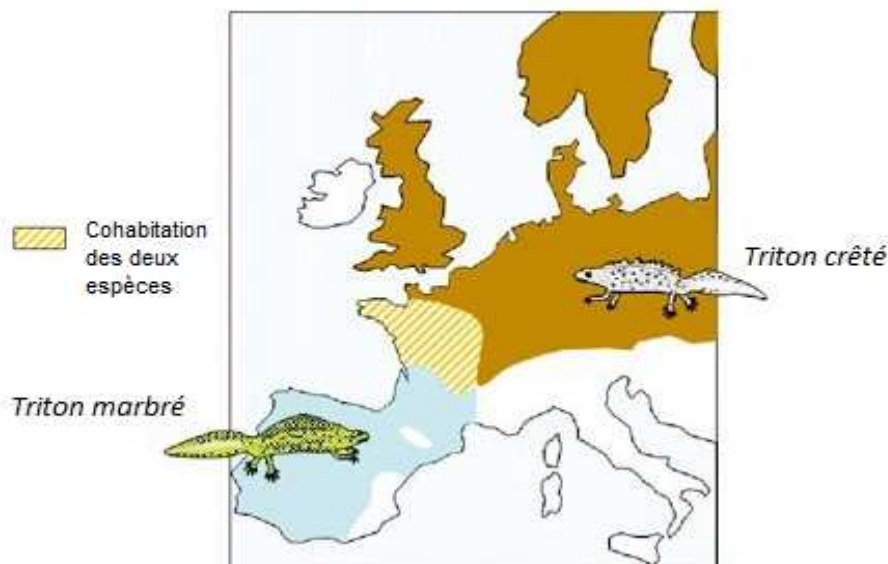 Cohabitation
des deux
espèces
Triton crêté
Triton marbré